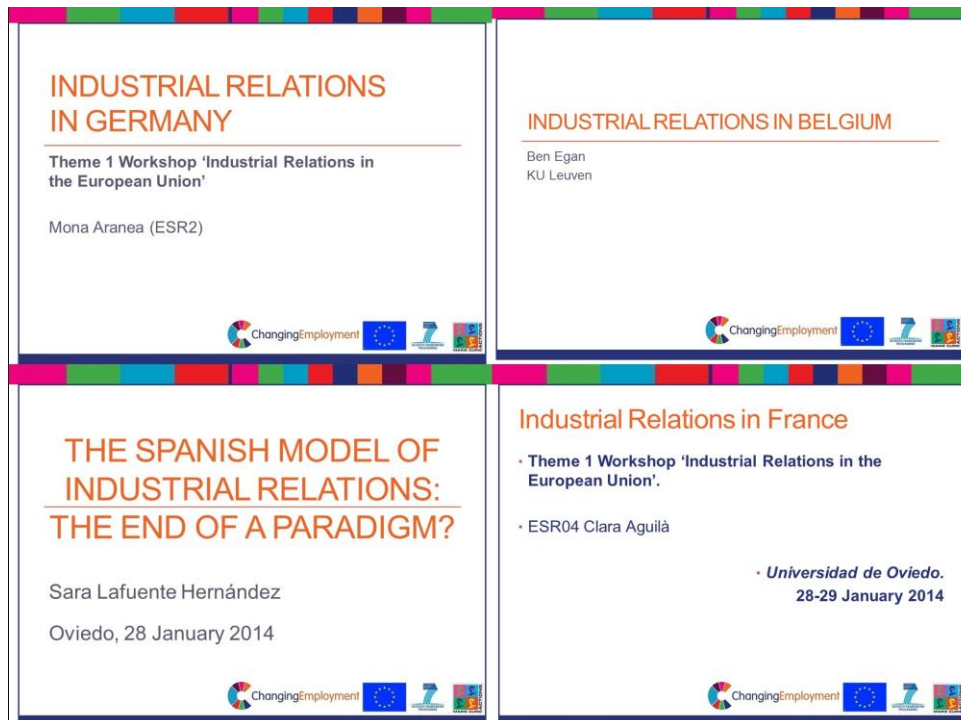 INDUSTRIAL RELATIONS
IN GERMANY
Theme 1 Workshop ‘Industrial Relations in
the European Union’
Mona Aranea (ESR2)
ChangingEmployment
INDUSTRIAL RELATIONS IN BELGIUM
Ben Egan
KU Leuven
ChangingEmployment
THE SPANISH MODEL OF
INDUSTRIAL RELATIONS:
THE END OF A PARADIGM?
Sara Lafuente Hernández
Oviedo, 28 January 2014
ChangingEmployment
Industrial Relations in France
• Theme 1 Workshop ‘Industrial Relations in the
European Union’.
• ESR04 Clara Aguilà
• Universidad de Oviedo.
28-29 January 2014
ChangingEmployment